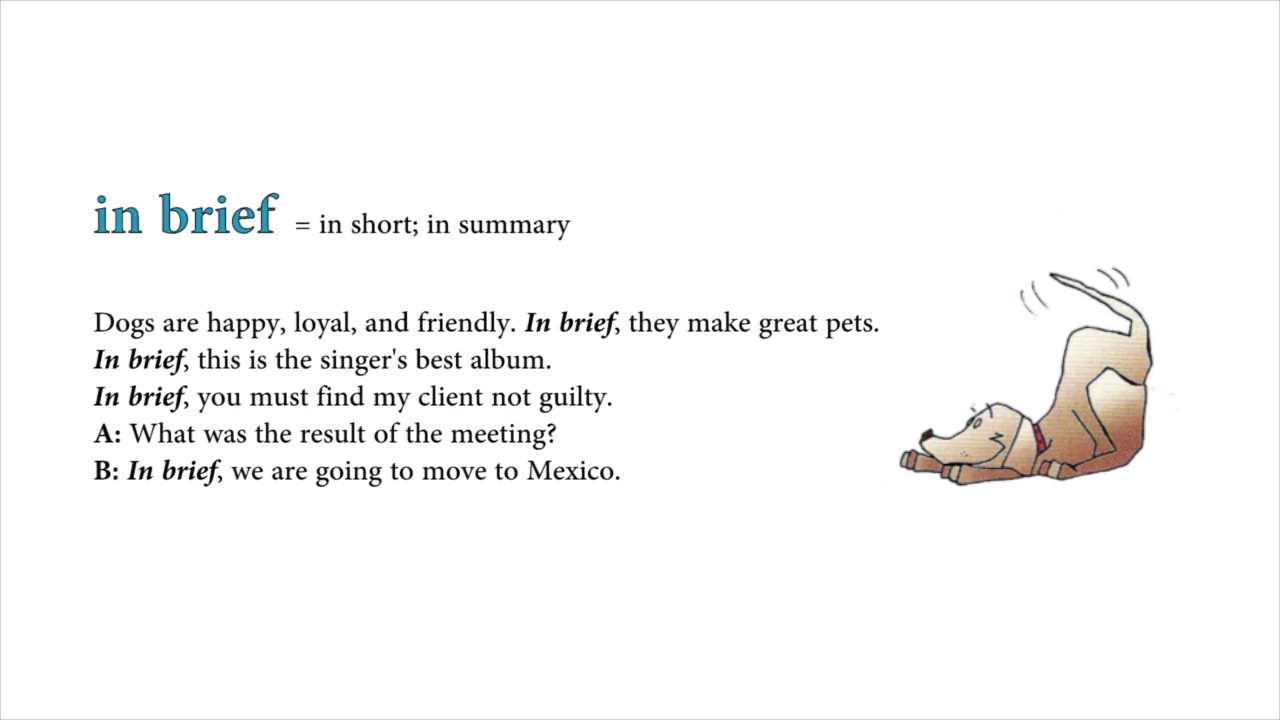 in brief = in short; in summary
Dogs are happy, loyal, and friendly. In brief, they make great pets.
In brief, this is the singer's best album.
In brief, you must find my client not guilty.
A: What was the result of the meeting?
B: In brief, we are going to move to Mexico.